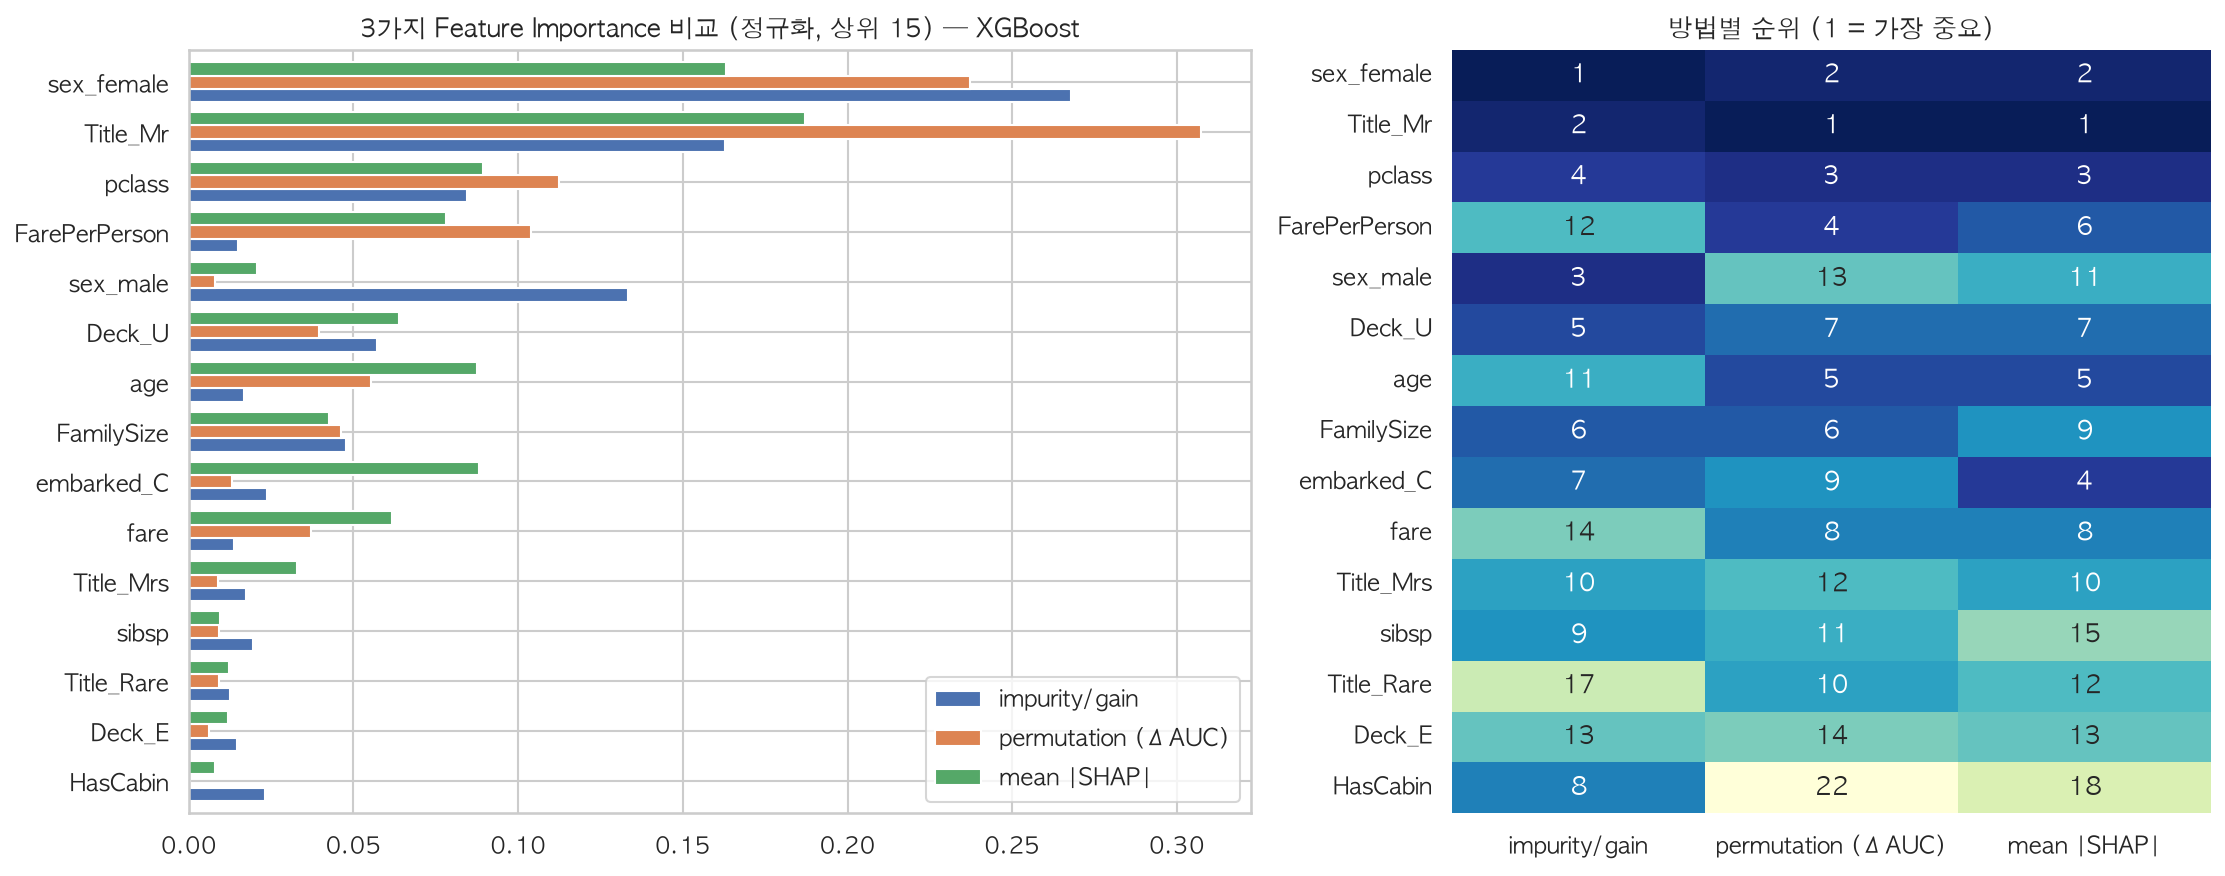 3가지 Feature Importance 비교 (정규화, 상위 15) — XGBoost
sex_female
Title_Mr
pclass
FarePerPerson
sex_male
Deck_U
age
FamilySize
embarked_C
fare
Title_Mrs
sibsp
Title_Rare
Deck_E
HasCabin
impurity/gain
permutation (Δ AUC)
mean |SHAP|
0.00 0.05 0.10 0.15 0.20 0.25 0.30
방법별 순위 (1 = 가장 중요)
sex_female 1 2 2
Title_Mr 2 1 1
pclass 4 3 3
FarePerPerson 12 4 6
sex_male 3 13 11
Deck_U 5 7 7
age 11 5 5
FamilySize 6 6 9
embarked_C 7 9 4
fare 14 8 8
Title_Mrs 10 12 10
sibsp 9 11 15
Title_Rare 17 10 12
Deck_E 13 14 13
HasCabin 8 22 18
impurity/gain permutation (Δ AUC) mean |SHAP|